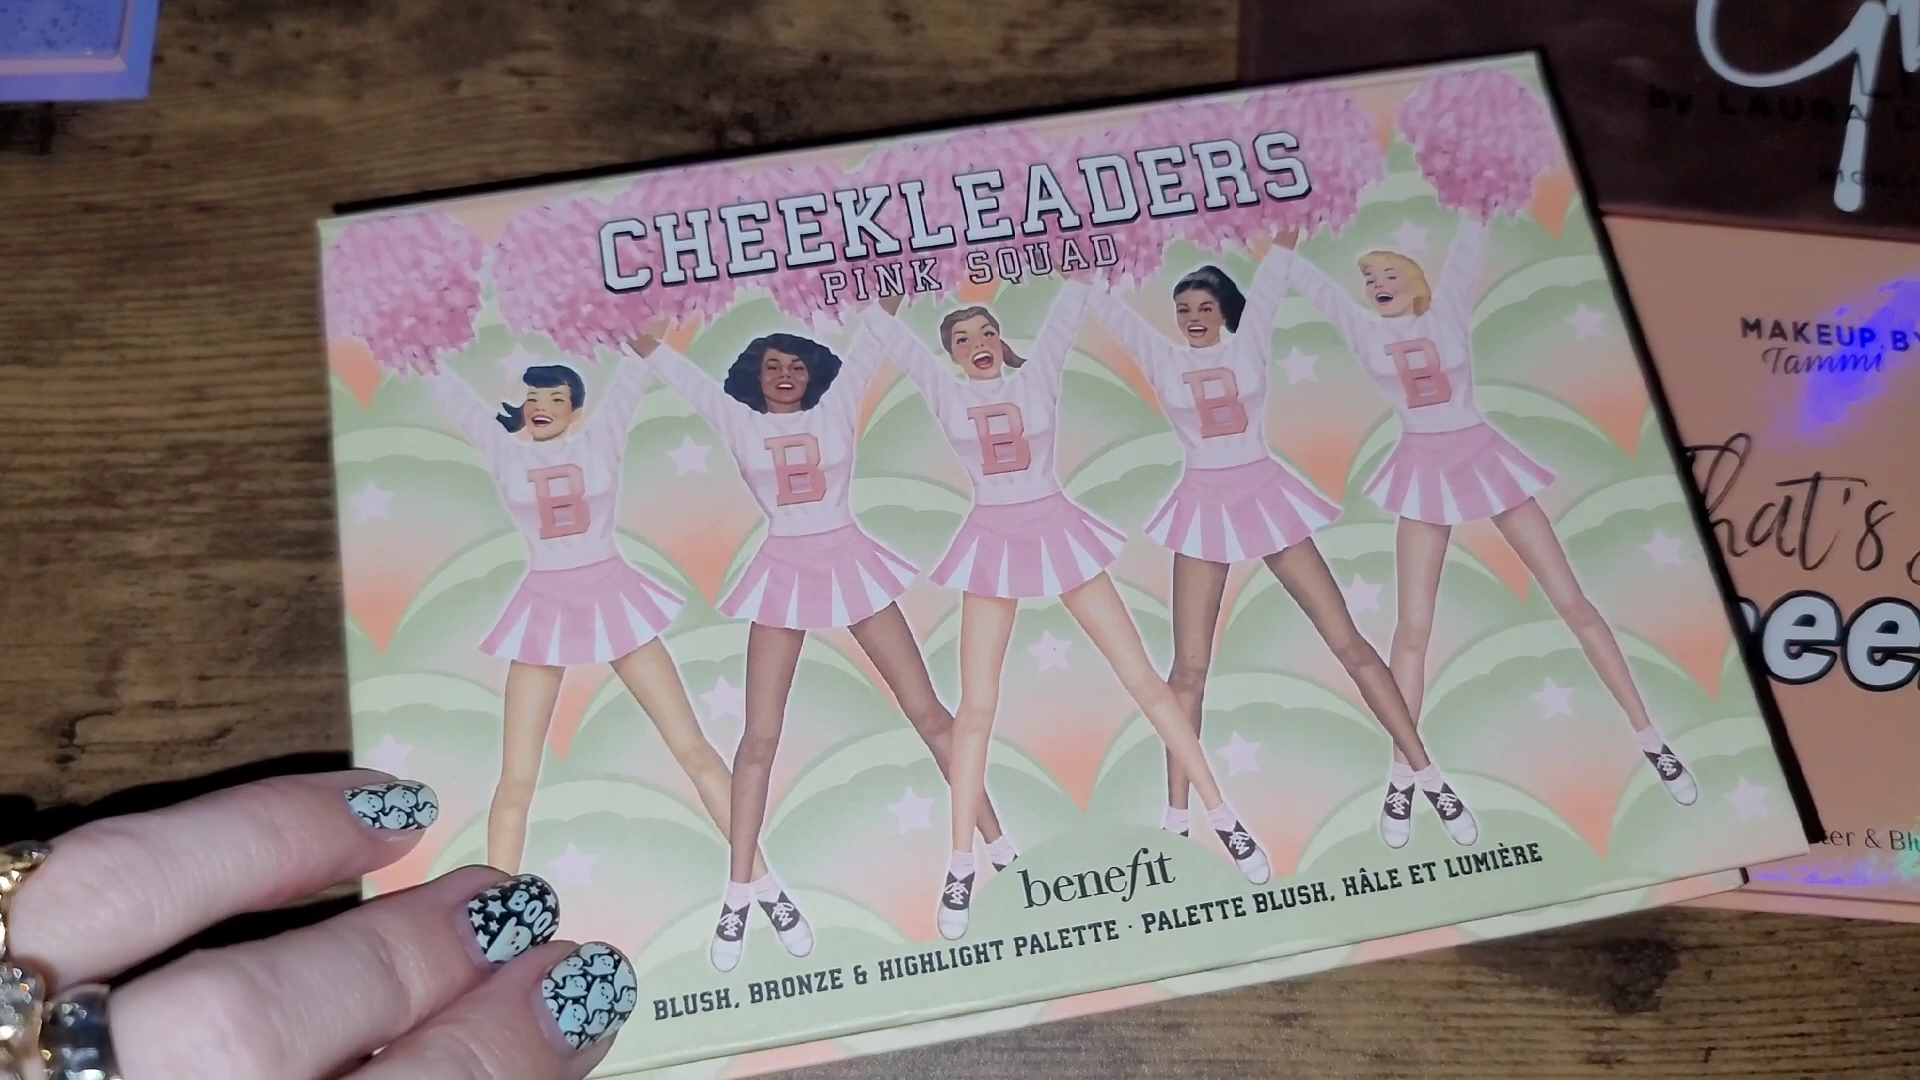 CHEEKLEADERS
PINK SQUAD
B
B
B
B
B
benefit
BLUSH, BRONZE & HIGHLIGHT PALETTE · PALETTE BLUSH, HÂLE ET LUMIÈRE
BOO!
by LAURA
MAKEUP BY
Tammi
hat's
&